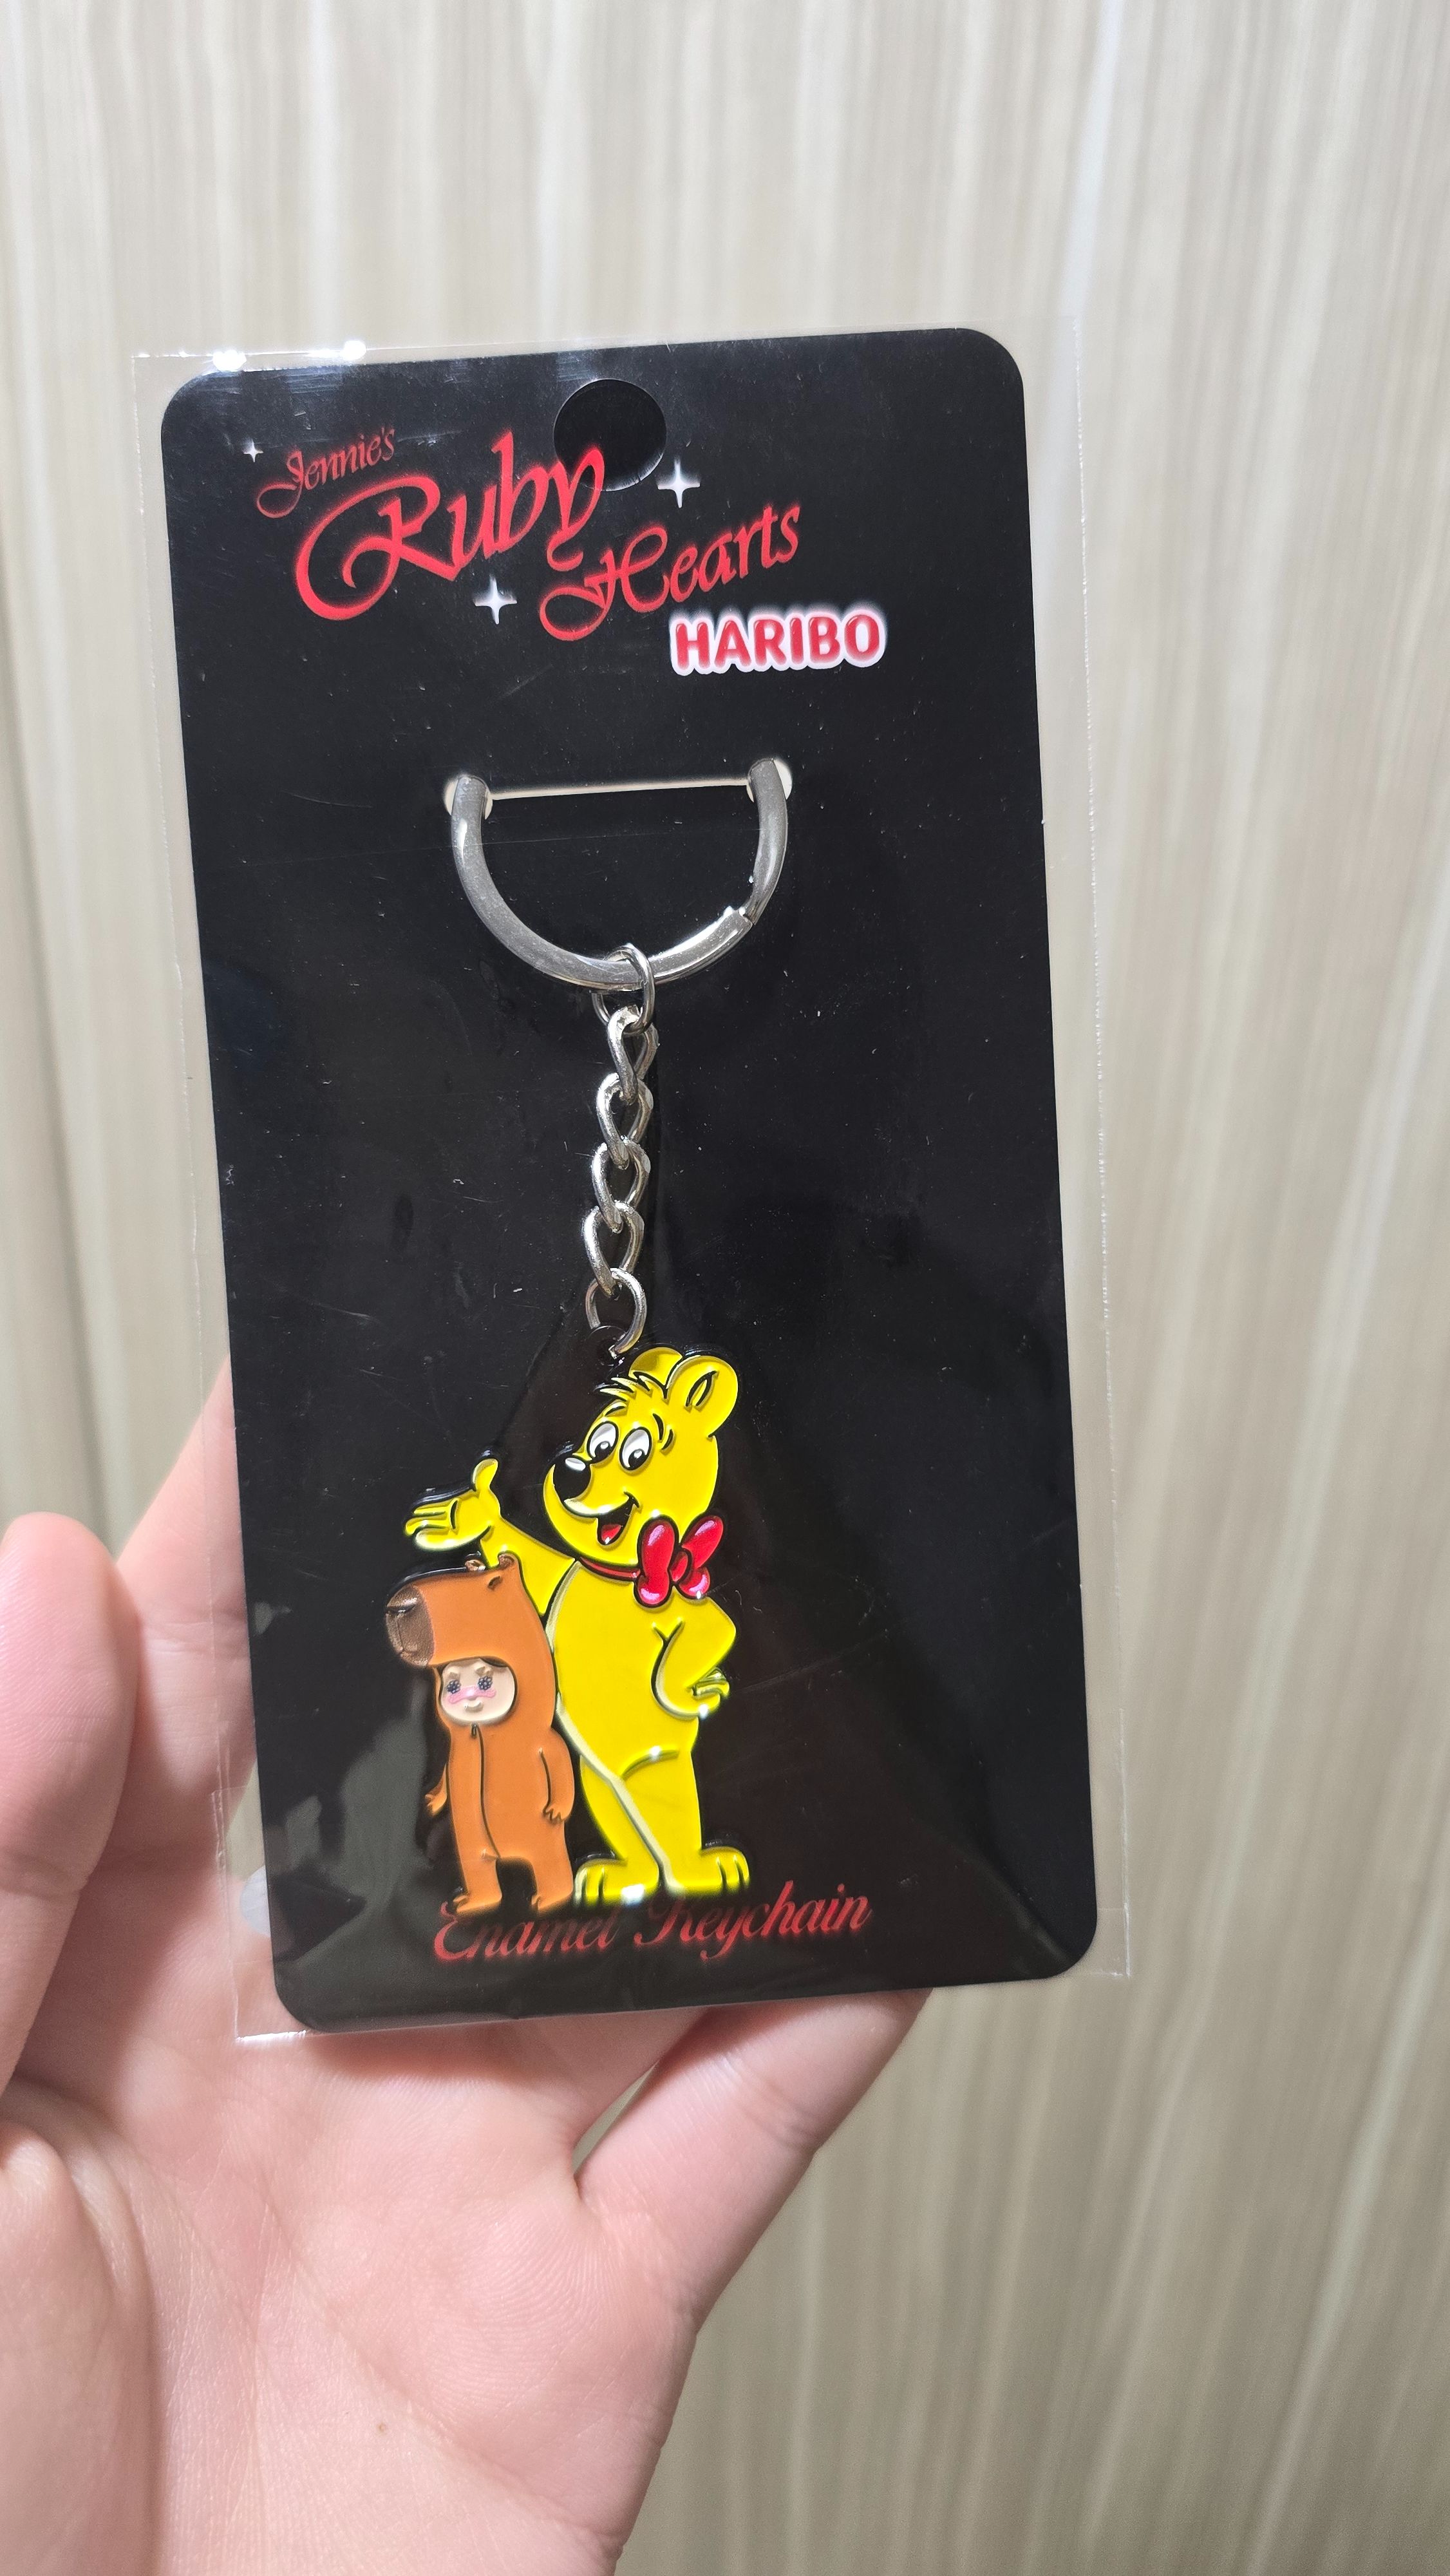 Jennie's
Ruby
Hearts
HARIBO
Enamel Keychain